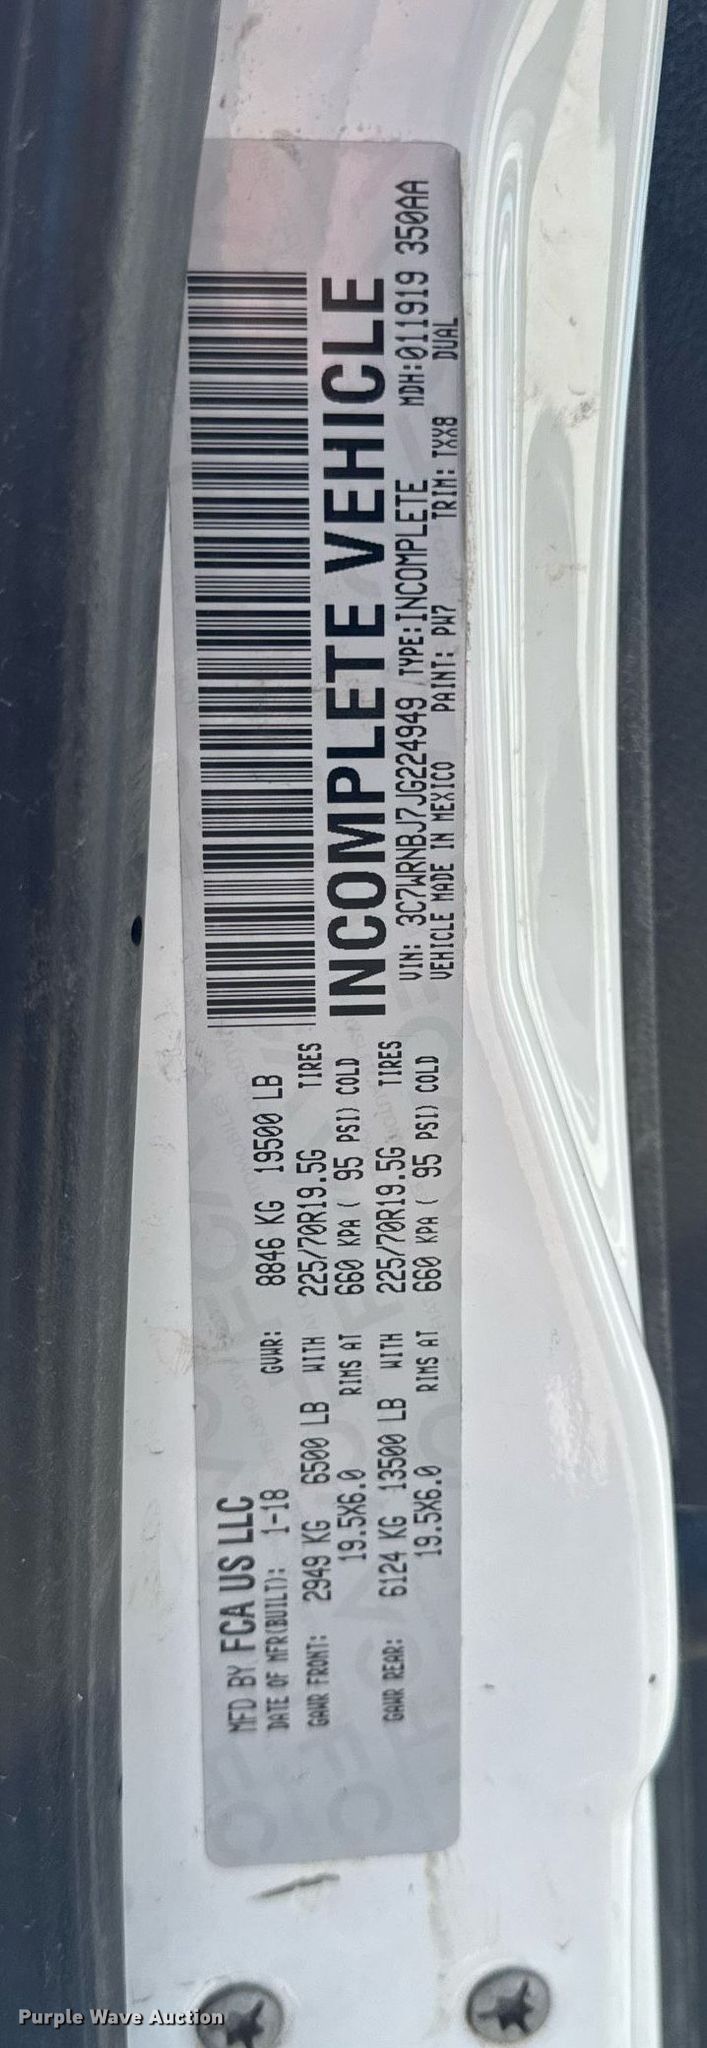 MFD BY FCA US LLC
DATE OF MFR(BUILT): 1-18
GVWR: 8846 KG 19500 LB
GAWR FRONT: 2949 KG 6500 LB WITH 225/70R19.5G TIRES
19.5X6.0 RIMS AT 660 KPA ( 95 PSI) COLD
GAWR REAR: 6124 KG 13500 LB WITH 225/70R19.5G TIRES
19.5X6.0 RIMS AT 660 KPA ( 95 PSI) COLD
INCOMPLETE VEHICLE
VIN: 3C7WRNBJ7JG224949 TYPE: INCOMPLETE MDH: 011919 350AA
VEHICLE MADE IN MEXICO PAINT: PW7 TRIM: TXX8 DUAL
Purple Wave Auction